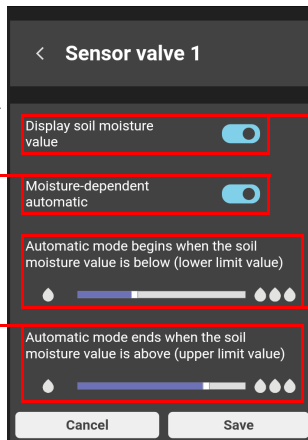 Sensor valve 1
Display soil moisture
value
Moisture-dependent
automatic
Automatic mode begins when the soil
moisture value is below (lower limit value)
Automatic mode ends when the soil
moisture value is above (upper limit value)
Cancel
Save